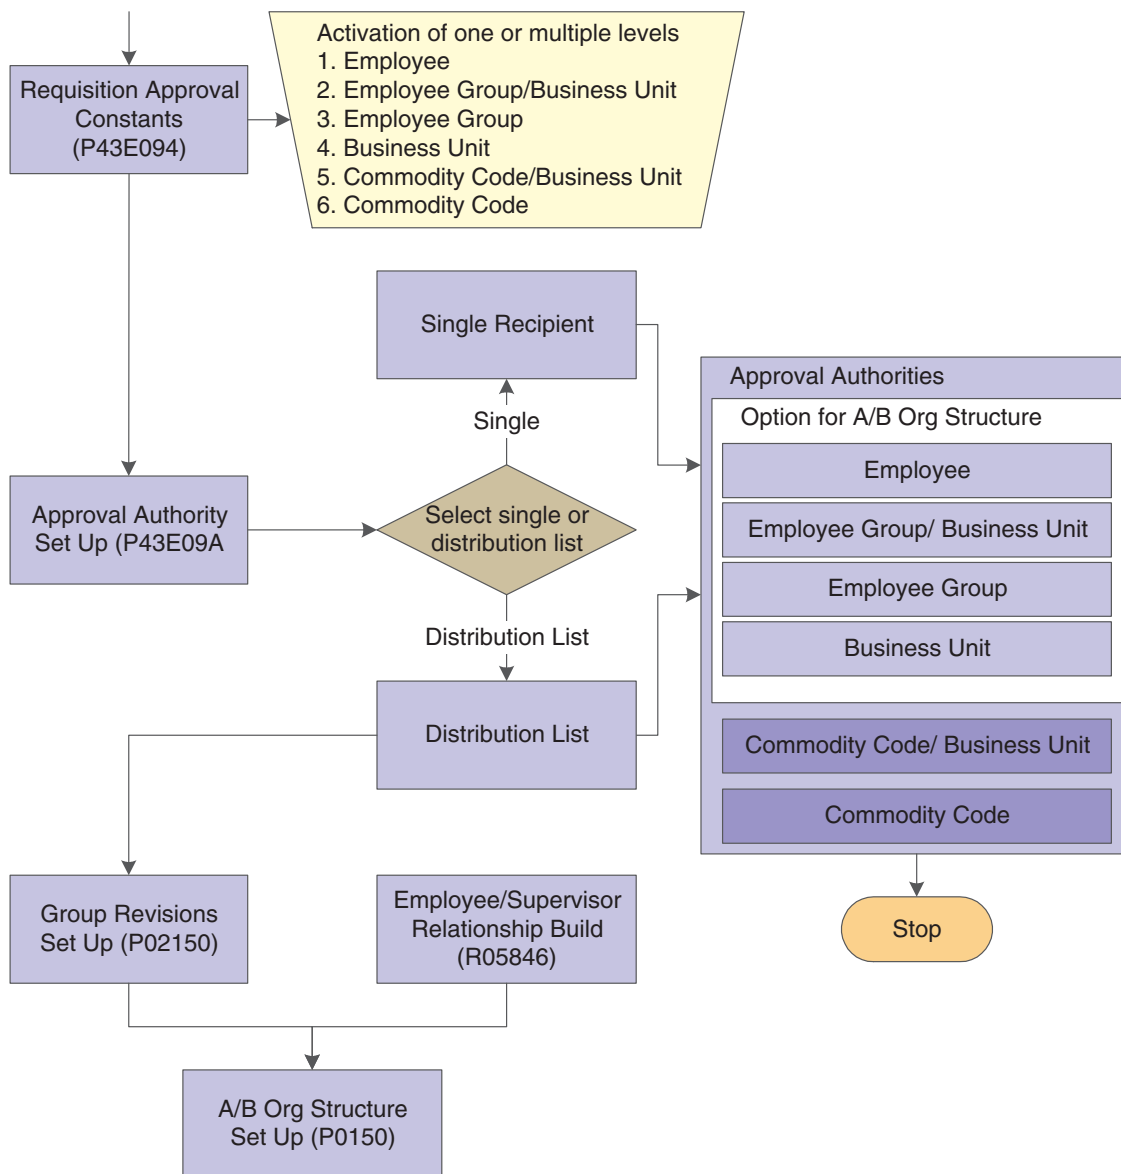 Requisition Approval
Constants
(P43E094)
Activation of one or multiple levels
1. Employee
2. Employee Group/Business Unit
3. Employee Group
4. Business Unit
5. Commodity Code/Business Unit
6. Commodity Code
Single Recipient
Single
Approval Authority
Set Up (P43E09A
Select single or
distribution list
Distribution List
Distribution List
Approval Authorities
Option for A/B Org Structure
Employee
Employee Group/ Business Unit
Employee Group
Business Unit
Commodity Code/ Business Unit
Commodity Code
Stop
Group Revisions
Set Up (P02150)
Employee/Supervisor
Relationship Build
(R05846)
A/B Org Structure
Set Up (P0150)